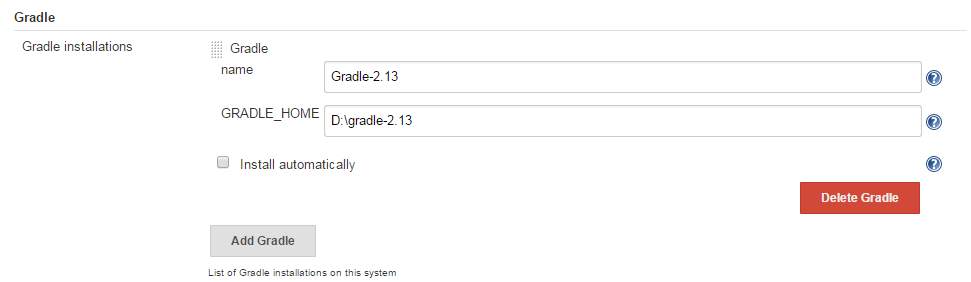 Gradle
Gradle installations
Gradle
name
Gradle-2.13
GRADLE_HOME
D:\gradle-2.13
Install automatically
Delete Gradle
Add Gradle
List of Gradle installations on this system